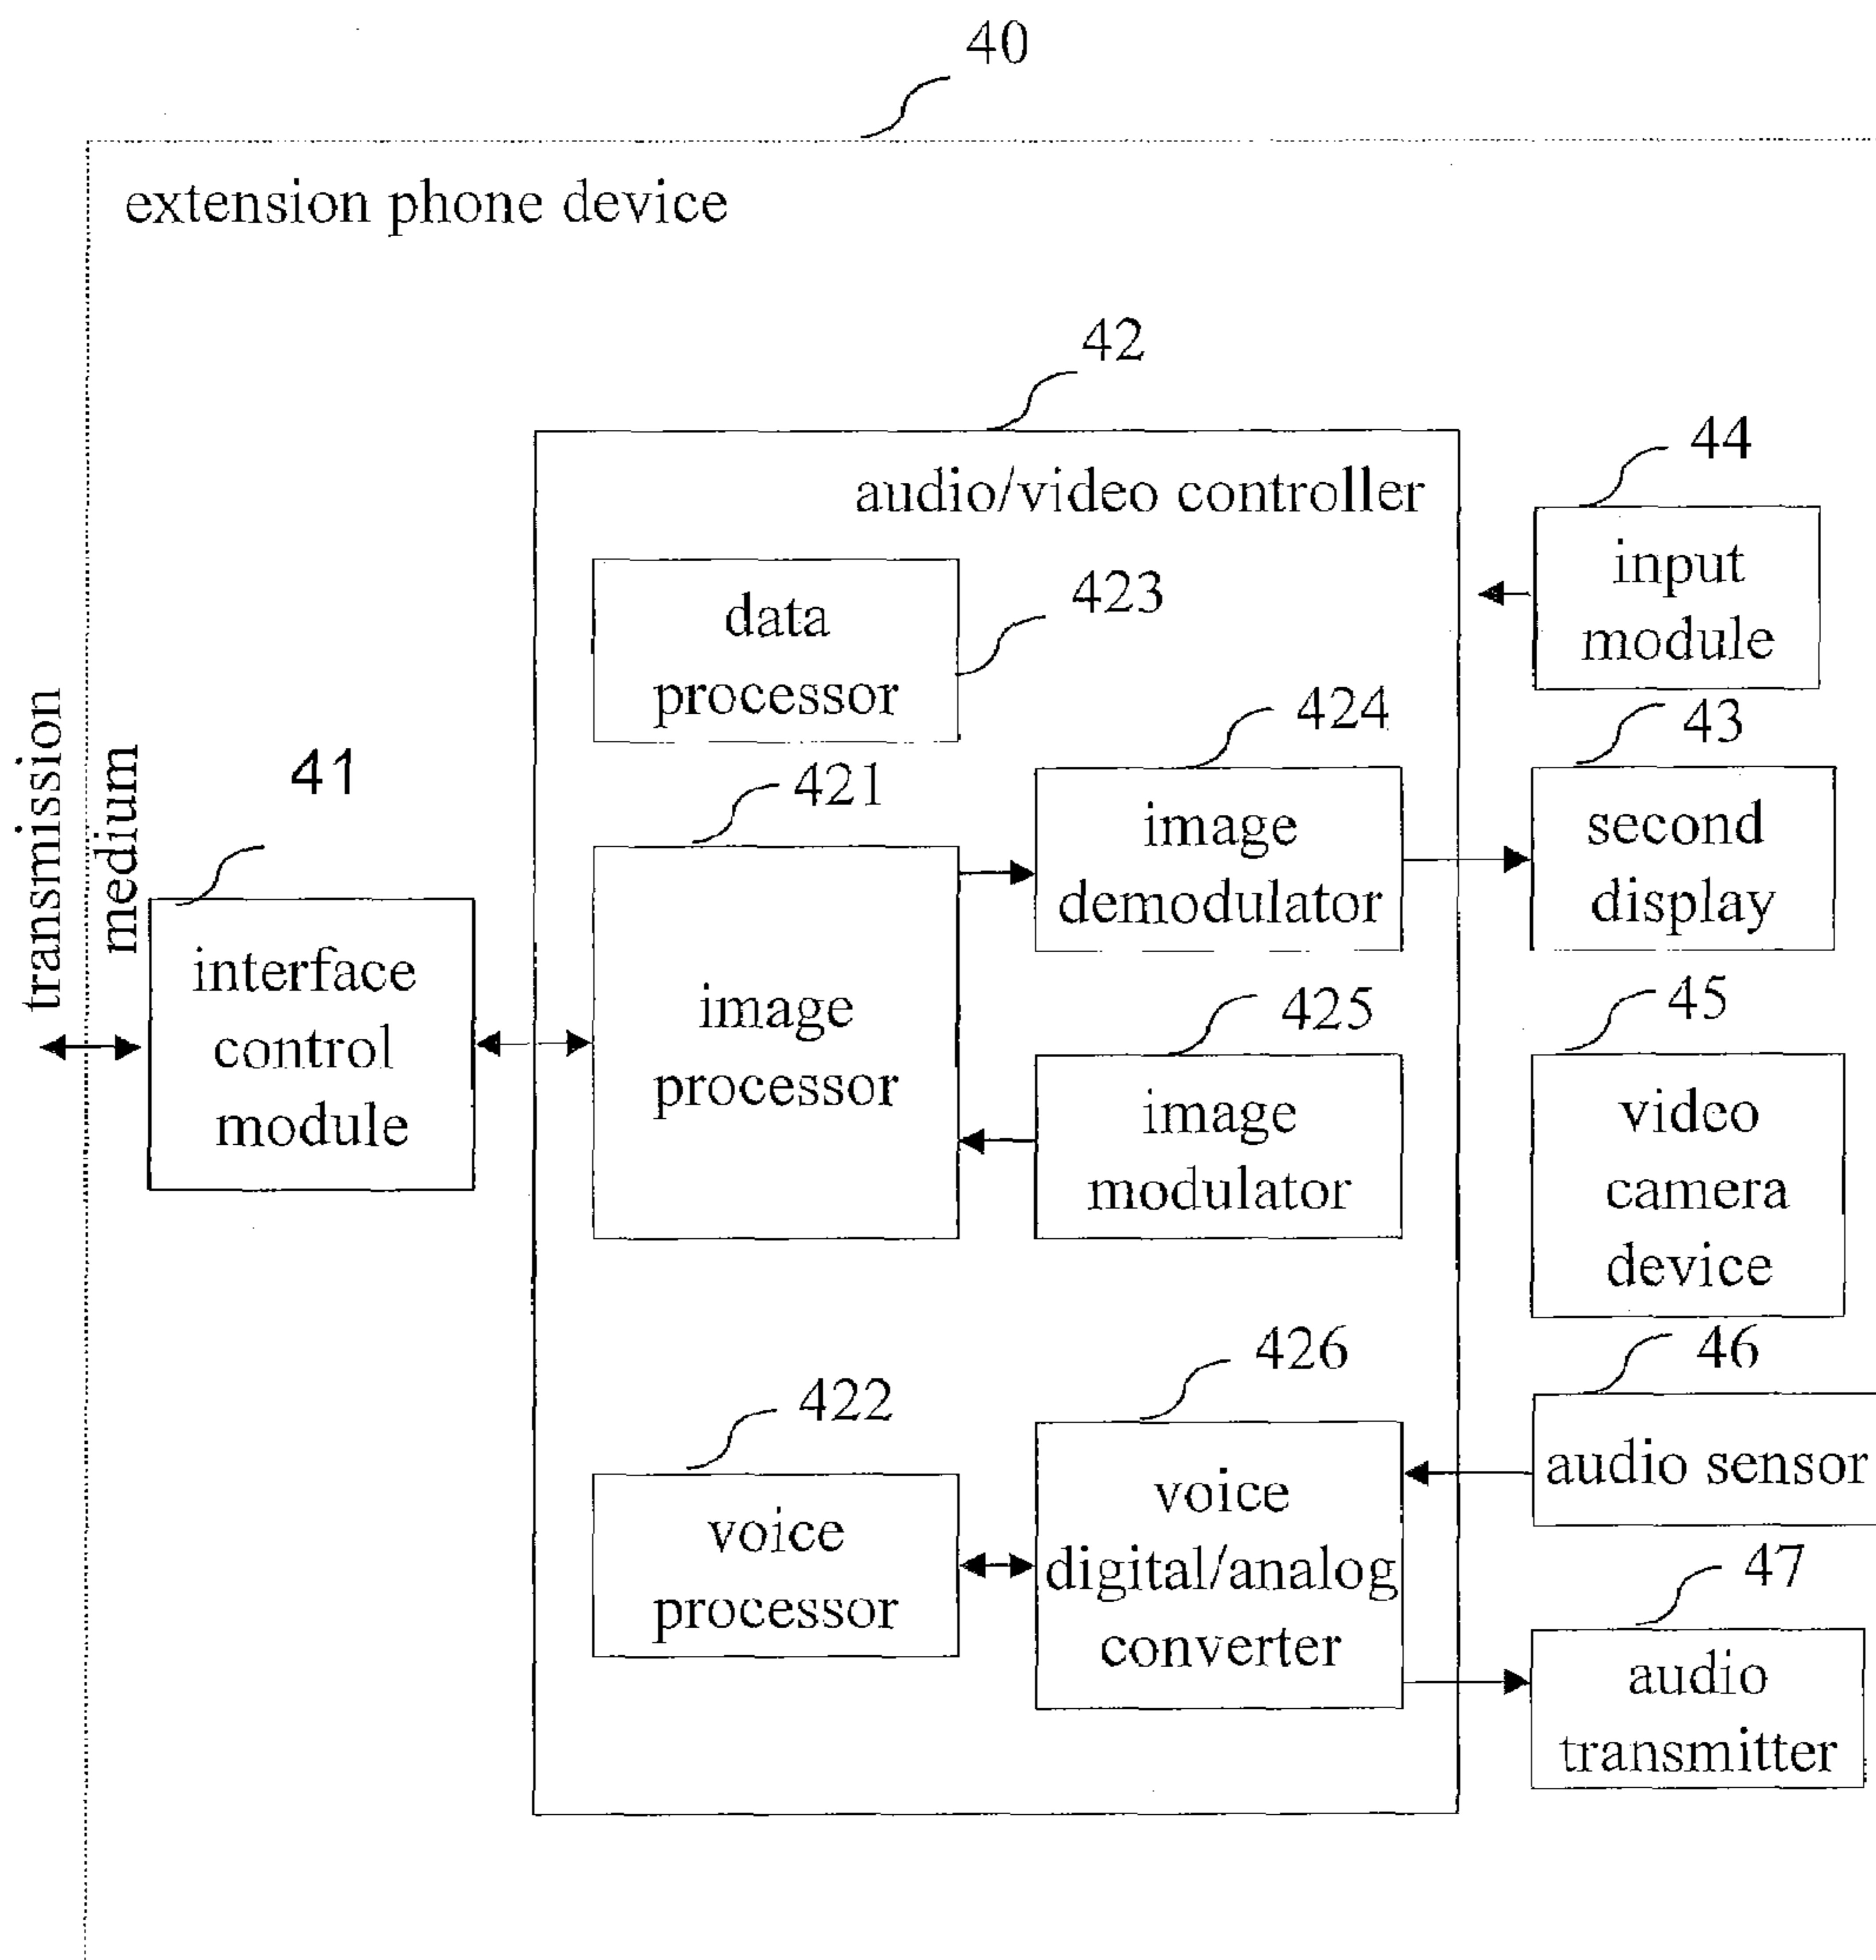 40
extension phone device
42
audio/video controller
44
input
module
data
processor
423
424
43
transmission
medium
41
421
image
demodulator
second
display
interface
control
module
image
processor
425
45
image
modulator
video
camera
device
422
426
46
voice
processor
voice
digital/analog
converter
audio sensor
47
audio
transmitter